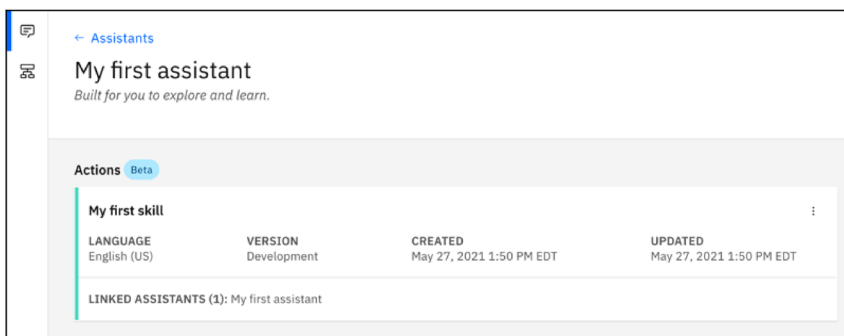 ← Assistants
My first assistant
Built for you to explore and learn.
Actions Beta
My first skill
LANGUAGE VERSION CREATED UPDATED
English (US) Development May 27, 2021 1:50 PM EDT May 27, 2021 1:50 PM EDT
LINKED ASSISTANTS (1): My first assistant